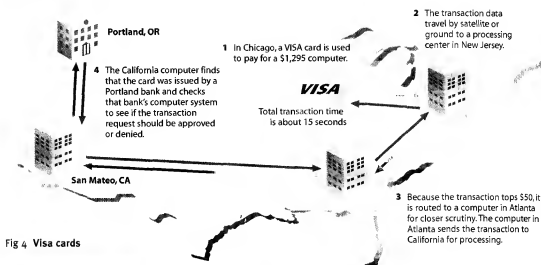 Portland, OR
1 In Chicago, a VISA card is used
to pay for a $1,295 computer.
2 The transaction data
travel by satellite or
ground to a processing
center in New Jersey.
4 The California computer finds
that the card was issued by a
Portland bank and checks
that bank's computer system
to see if the transaction
request should be approved
or denied.
VISA
Total transaction time
is about 15 seconds
San Mateo, CA
3 Because the transaction tops $50, it
is routed to a computer in Atlanta
for closer scrutiny. The computer in
Atlanta sends the transaction to
California for processing.
Fig 4 Visa cards